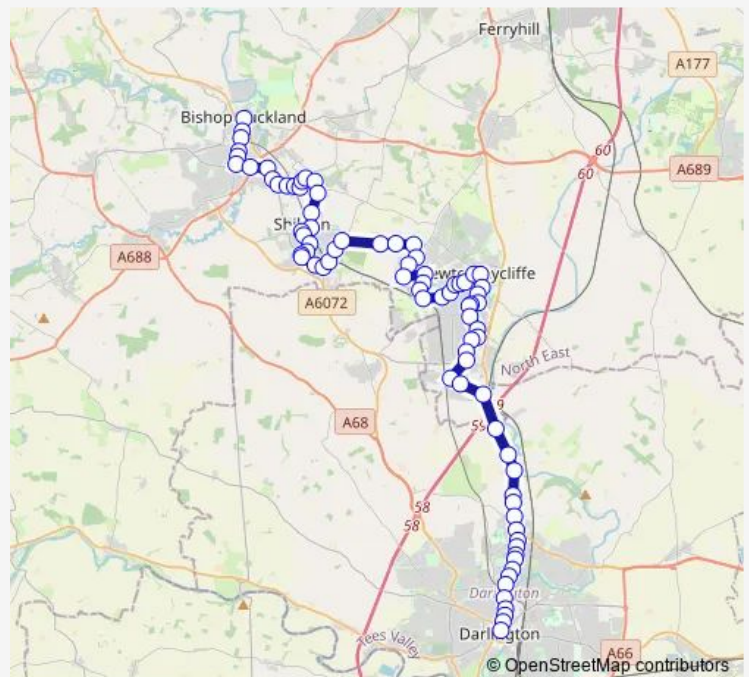 Ferryhill
A177
Bishop Auckland
60
60
A689
Shildon
A688
Newton Aycliffe
A6072
North East
59
59
A68
58
58
Darlington
Tees Valley
Darlington
A66
© OpenStreetMap contributors